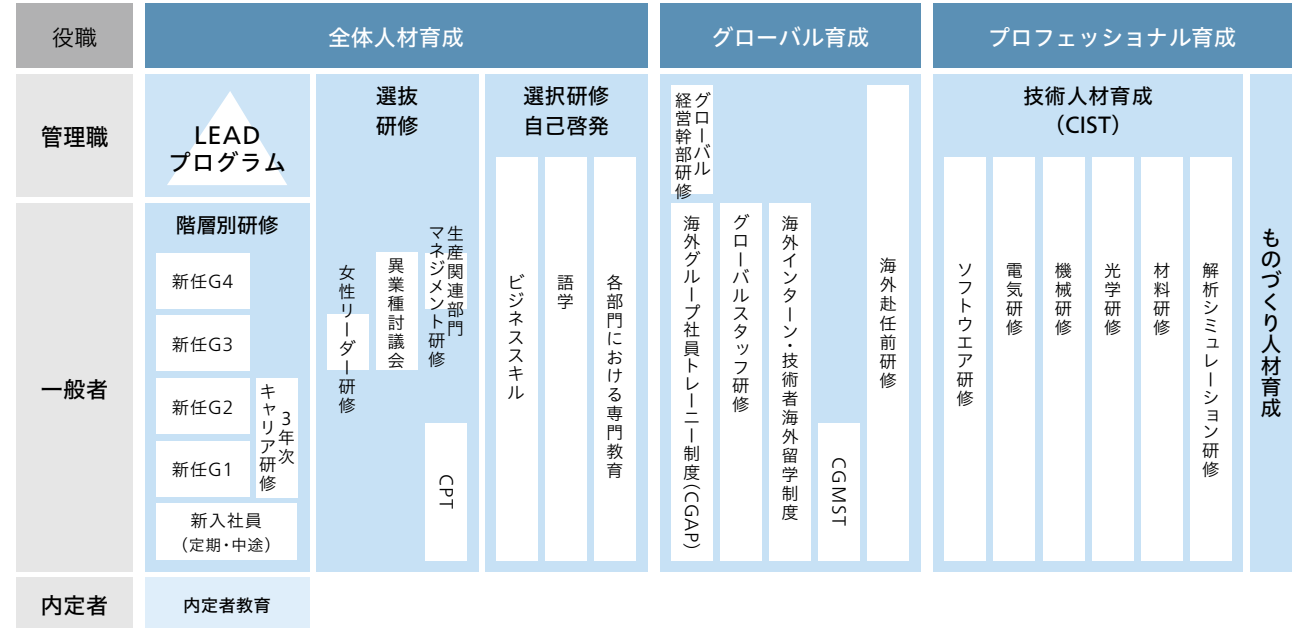 役職
全体人材育成
グローバル育成
プロフェッショナル育成
管理職
LEAD
プログラム
選抜
研修
選択研修
自己啓発
グローバル
経営幹部研修
技術人材育成
（CIST）
一般者
階層別研修
新任G4
新任G3
新任G2
新任G1
3年次
キャリア研修
新入社員
（定期・中途）
女性リーダー研修
異業種討議会
生産関連部門
マネジメント研修
CPT
ビジネススキル
語学
各部門における専門教育
海外グループ社員トレーニー制度（CGAP）
グローバルスタッフ研修
海外インターン・技術者海外留学制度
CGMST
海外赴任前研修
ソフトウエア研修
電気研修
機械研修
光学研修
材料研修
解析シミュレーション研修
ものづくり人材育成
内定者
内定者教育